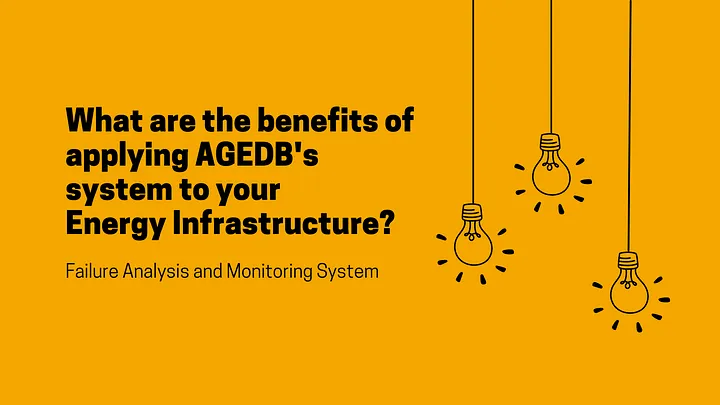 What are the benefits of
applying AGEDB's
system to your
Energy Infrastructure?
Failure Analysis and Monitoring System